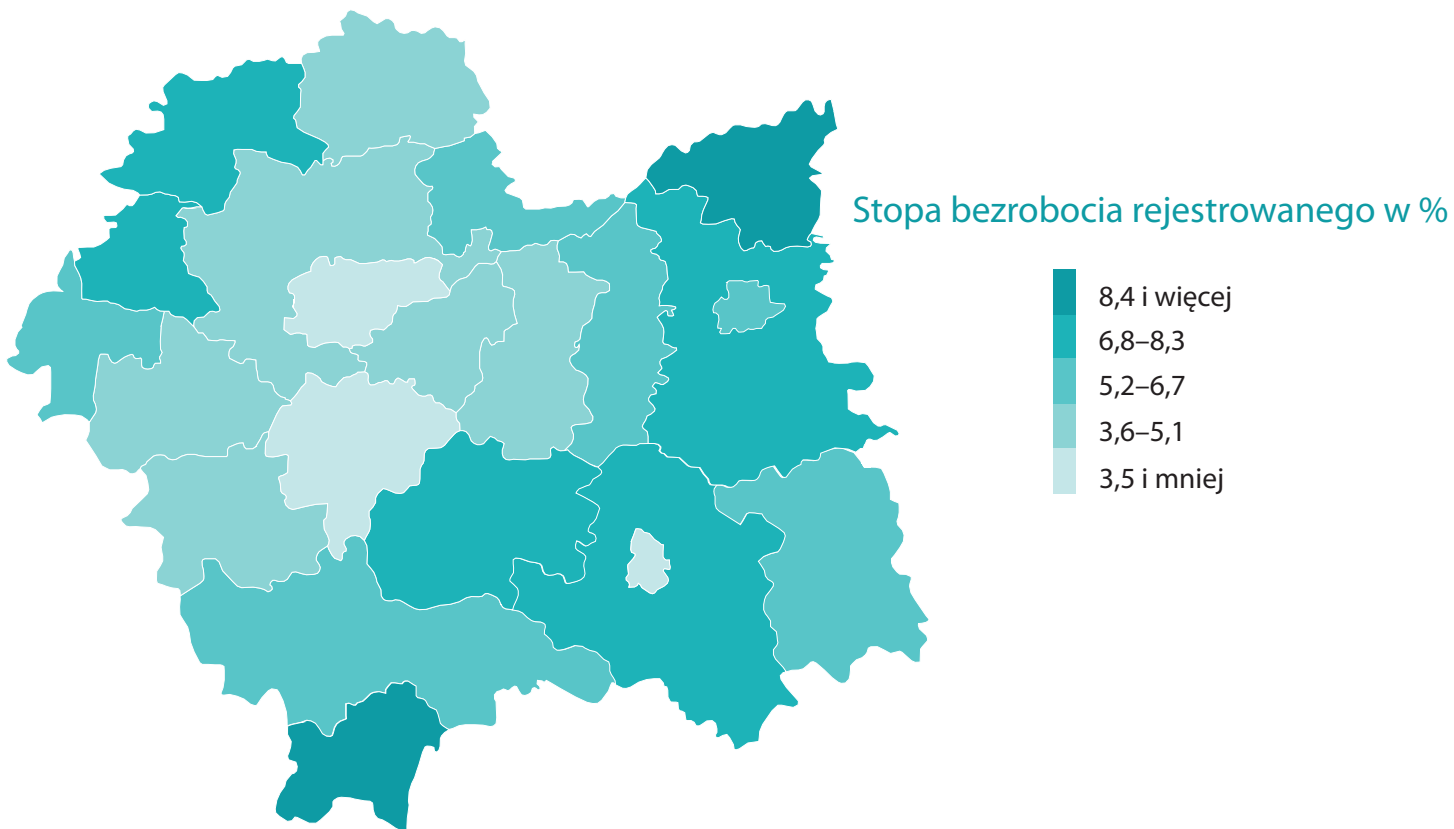 Stopa bezrobocia rejestrowanego w %
8,4 i więcej
6,8–8,3
5,2–6,7
3,6–5,1
3,5 i mniej